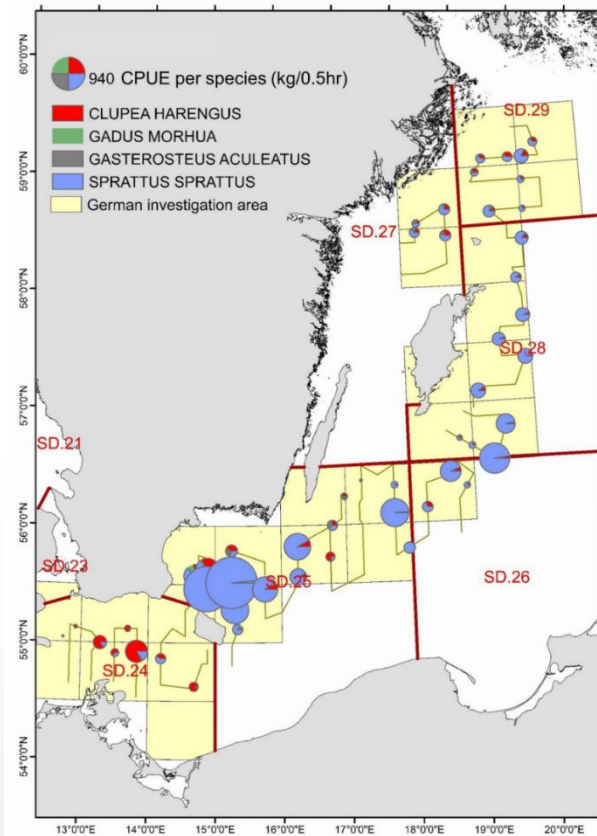 940 CPUE per species (kg/0.5hr)
CLUPEA HARENGUS
GADUS MORHUA
GASTEROSTEUS ACULEATUS
SPRATTUS SPRATTUS
German investigation area
SD.29
SD.27
SD.28
SD.21
SD.23
SD.25
SD.26
SD.24
60°0'0"N
59°0'0"N
58°0'0"N
57°0'0"N
56°0'0"N
55°0'0"N
54°0'0"N
13°0'0"E
14°0'0"E
15°0'0"E
16°0'0"E
17°0'0"E
18°0'0"E
19°0'0"E
20°0'0"E